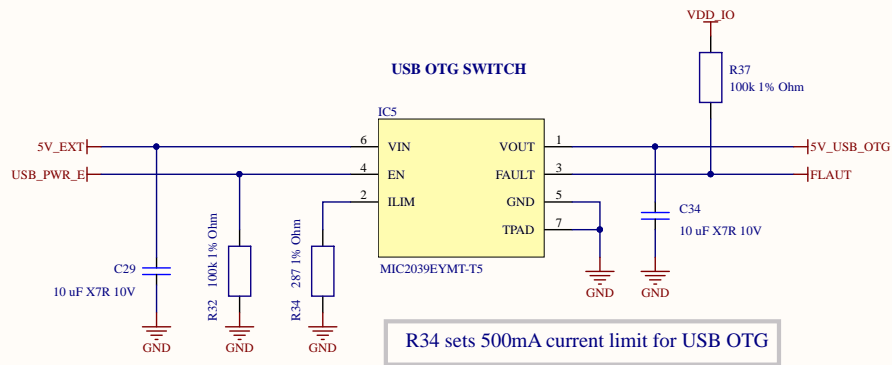 VDD_IO
USB OTG SWITCH
R37
100k 1% Ohm
IC5
5V_EXT
6 VIN VOUT 1
5V_USB_OTG
USB_PWR_E
4 EN FAULT 3
FLAUT
2 ILIM GND 5
TPAD 7
C34
10 uF X7R 10V
C29
10 uF X7R 10V
R32 100k 1% Ohm
R34 287 1% Ohm
MIC2039EYMT-T5
GND
GND
GND
GND
GND
R34 sets 500mA current limit for USB OTG